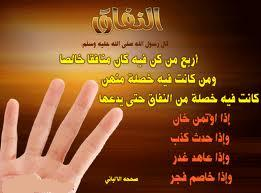 النفاق
قال رسول الله صلى الله عليه وسلم
أربع من كن فيه كان منافقا خالصا
ومن كانت فيه خصلة منهن
كانت فيه خصلة من النفاق حتى يدعها
إذا اوتمن خان
وإذا حدث كذب
وإذا عاهد غدر
وإذا خاصم فجر
صححه الألباني